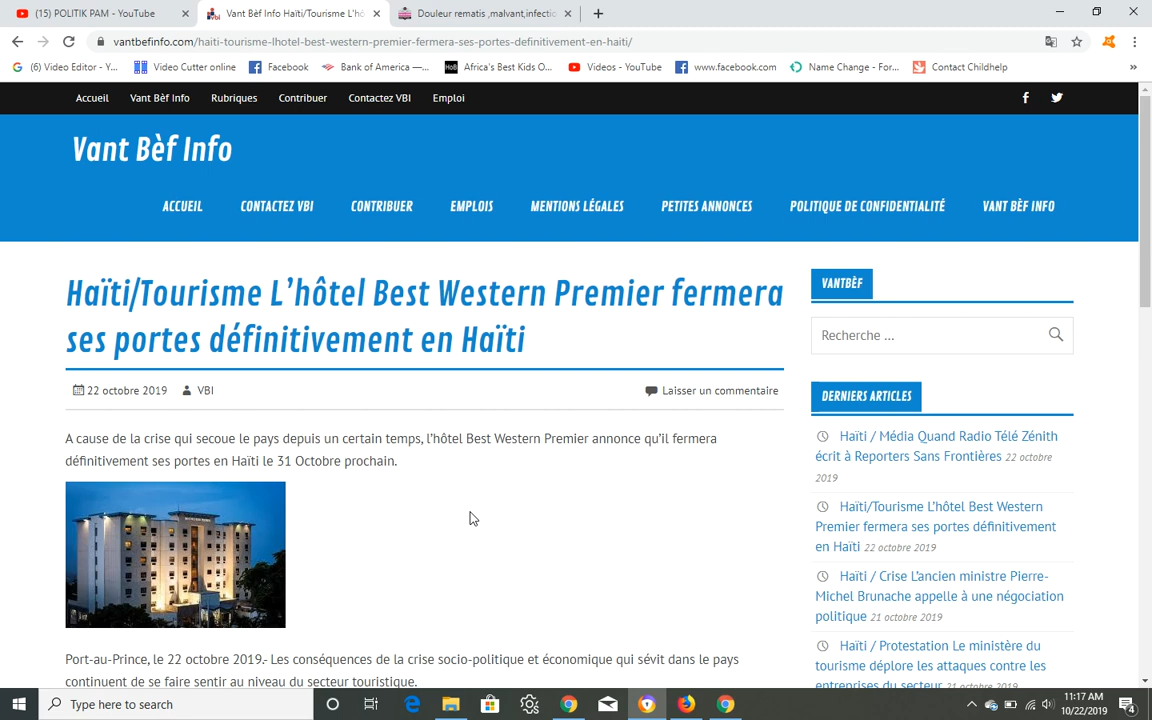 (15) POLITIK PAM - YouTube
Vant Bèf Info Haïti/Tourisme L'hô
Douleur rematis ,malvant,infectio
vantbefinfo.com/haiti-tourisme-lhotel-best-western-premier-fermera-ses-portes-definitivement-en-haiti/
(6) Video Editor - Y...
Video Cutter online
Facebook
Bank of America —...
Africa's Best Kids O...
Videos - YouTube
www.facebook.com
Name Change - For...
Contact Childhelp
»
Accueil
Vant Bèf Info
Rubriques
Contribuer
Contactez VBI
Emploi
Vant Bèf Info
ACCUEIL
CONTACTEZ VBI
CONTRIBUER
EMPLOIS
MENTIONS LÉGALES
PETITES ANNONCES
POLITIQUE DE CONFIDENTIALITÉ
VANT BÈF INFO
Haïti/Tourisme L’hôtel Best Western Premier fermera
ses portes définitivement en Haïti
22 octobre 2019
VBI
Laisser un commentaire
A cause de la crise qui secoue le pays depuis un certain temps, l’hôtel Best Western Premier annonce qu’il fermera
définitivement ses portes en Haïti le 31 Octobre prochain.
Port-au-Prince, le 22 octobre 2019.- Les conséquences de la crise socio-politique et économique qui sévit dans le pays
continuent de se faire sentir au niveau du secteur touristique.
VANTBÈF
Recherche …
DERNIERS ARTICLES
Haïti / Média Quand Radio Télé Zénith
écrit à Reporters Sans Frontières 22 octobre
2019
Haïti/Tourisme L’hôtel Best Western
Premier fermera ses portes définitivement
en Haïti 22 octobre 2019
Haïti / Crise L’ancien ministre Pierre-
Michel Brunache appelle à une négociation
politique 21 octobre 2019
Haïti / Protestation Le ministère du
tourisme déplore les attaques contre les
entreprises du secteur 21 octobre 2019
Type here to search
11:17 AM
10/22/2019
4